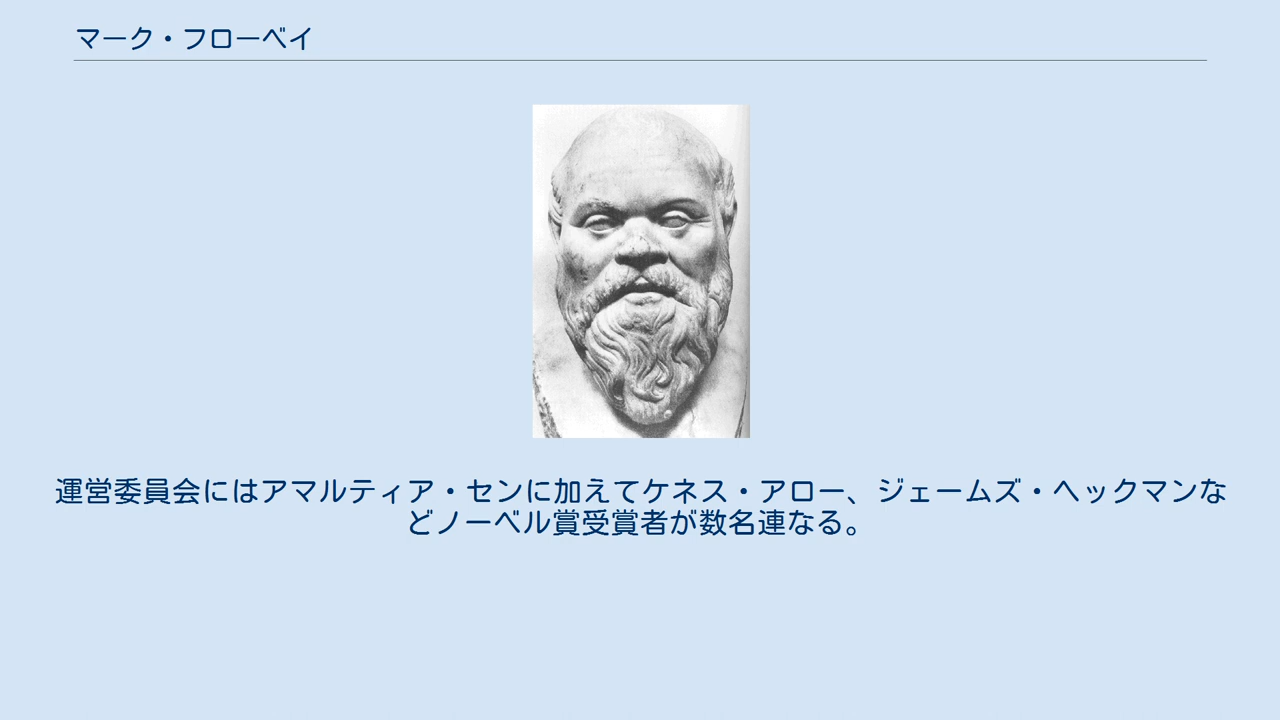 マーク・フローベイ
運営委員会にはアマルティア・センに加えてケネス・アロー、ジェームズ・ヘックマンな
どノーベル賞受賞者が数名連なる。